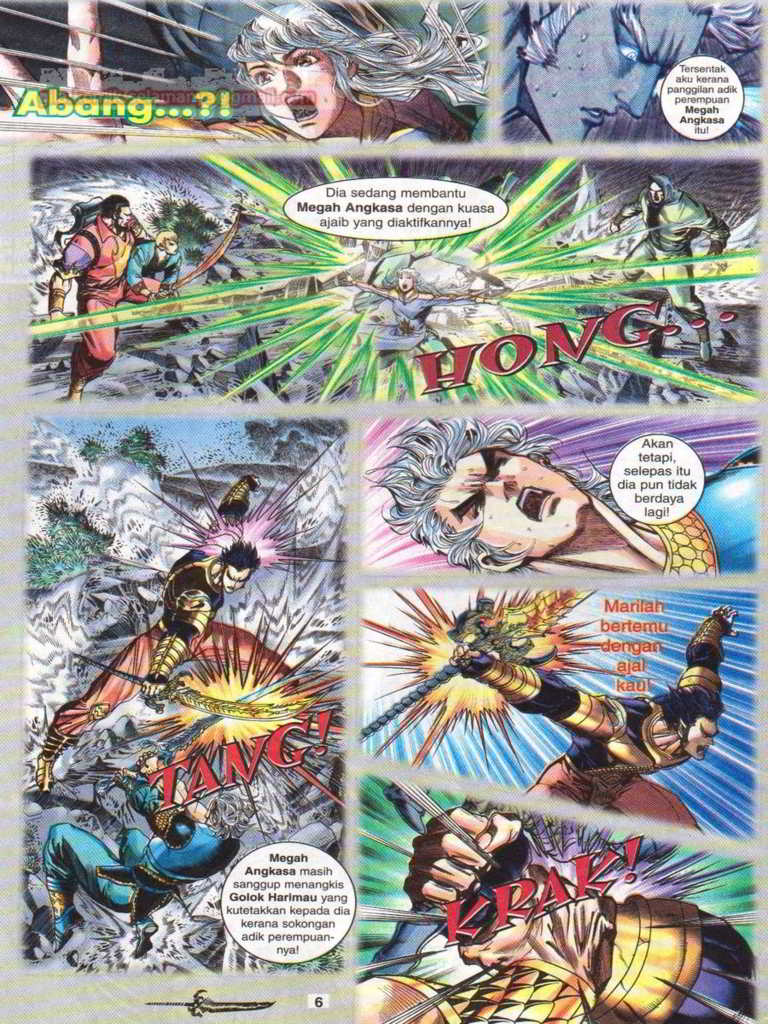 Abang...?!
Tersentak
aku kerana
panggilan adik
perempuan
Megah
Angkasa
itu!
Dia sedang membantu
Megah Angkasa dengan kuasa
ajaib yang diaktifkannya!
HONG...
TANG!
Megah
Angkasa masih
sanggup menangkis
Golok Harimau yang
kutetakkan kepada dia
kerana sokongan
adik perempuan-
nya!
Akan
tetapi,
selepas itu
dia pun tidak
berdaya
lagi!
Marilah
bertemu
dengan
ajal
kau!
KRAK!
6